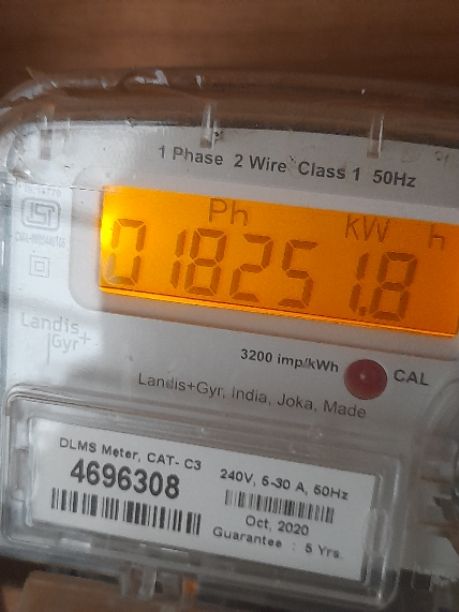 1 Phase 2 Wire Class 1 50Hz
Ph kW h
018251.8
Landis+
Gyr
3200 imp/kWh CAL
Landis+Gyr, India, Joka, Made
DLMS Meter, CAT- C3
4696308
240V, 5-30 A, 50Hz
Oct, 2020
Guarantee : 5 Yrs.